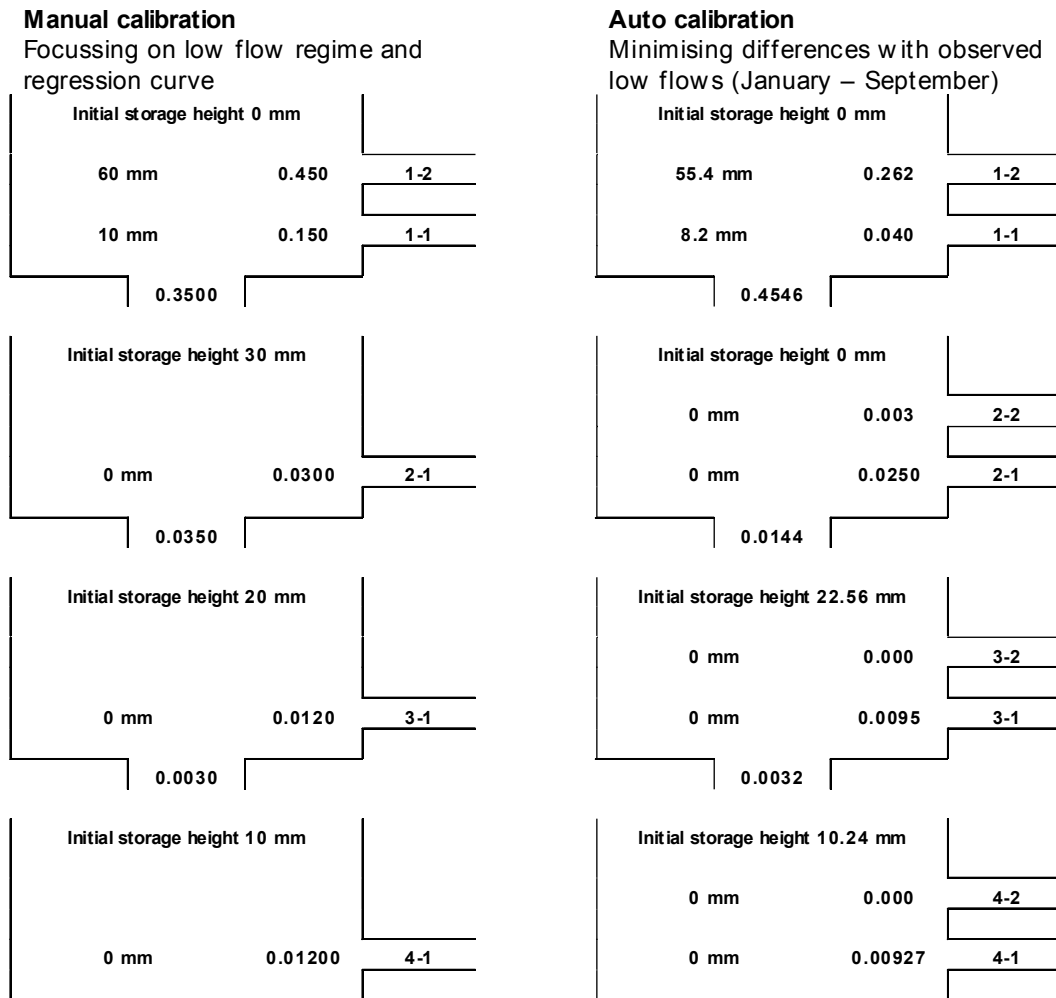 Manual calibration
Focussing on low flow regime and
regression curve
Initial storage height 0 mm
60 mm 0.450 1-2
10 mm 0.150 1-1
0.3500
Initial storage height 30 mm
0 mm 0.0300 2-1
0.0350
Initial storage height 20 mm
0 mm 0.0120 3-1
0.0030
Initial storage height 10 mm
0 mm 0.01200 4-1
Auto calibration
Minimising differences with observed
low flows (January – September)
Initial storage height 0 mm
55.4 mm 0.262 1-2
8.2 mm 0.040 1-1
0.4546
Initial storage height 0 mm
0 mm 0.003 2-2
0 mm 0.0250 2-1
0.0144
Initial storage height 22.56 mm
0 mm 0.000 3-2
0 mm 0.0095 3-1
0.0032
Initial storage height 10.24 mm
0 mm 0.000 4-2
0 mm 0.00927 4-1